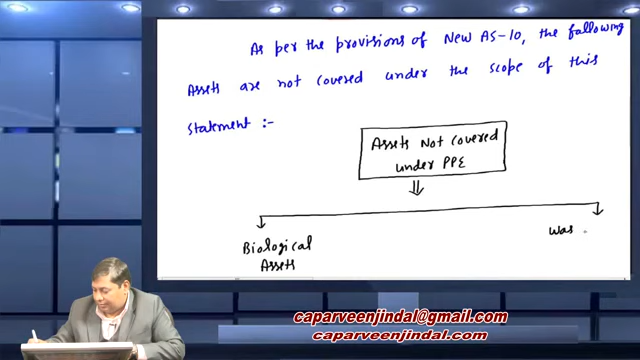 As per the provisions of New AS-10, the following
Assets are not covered under the scope of this
statement :-
Assets Not Covered
under PPE
Biological
Assets
Was
caparveenjindal@gmail.com
caparveenjindal.com